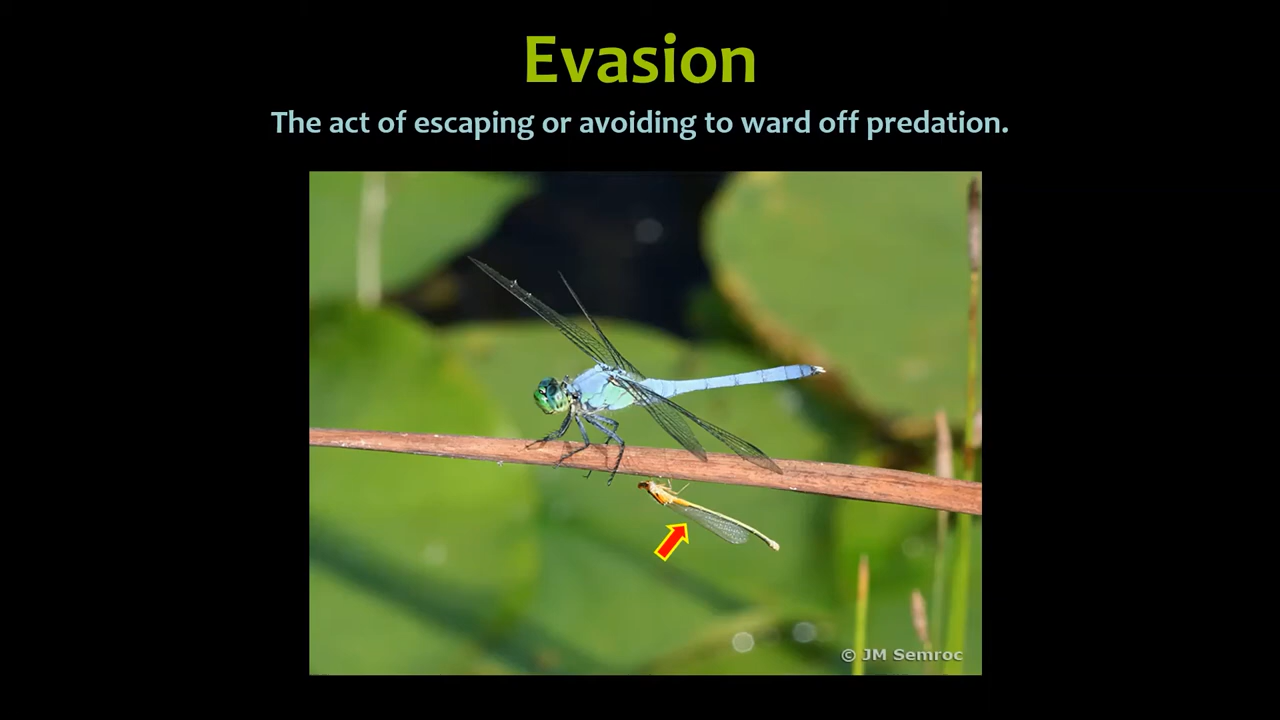 Evasion
The act of escaping or avoiding to ward off predation.
© JM Semroc